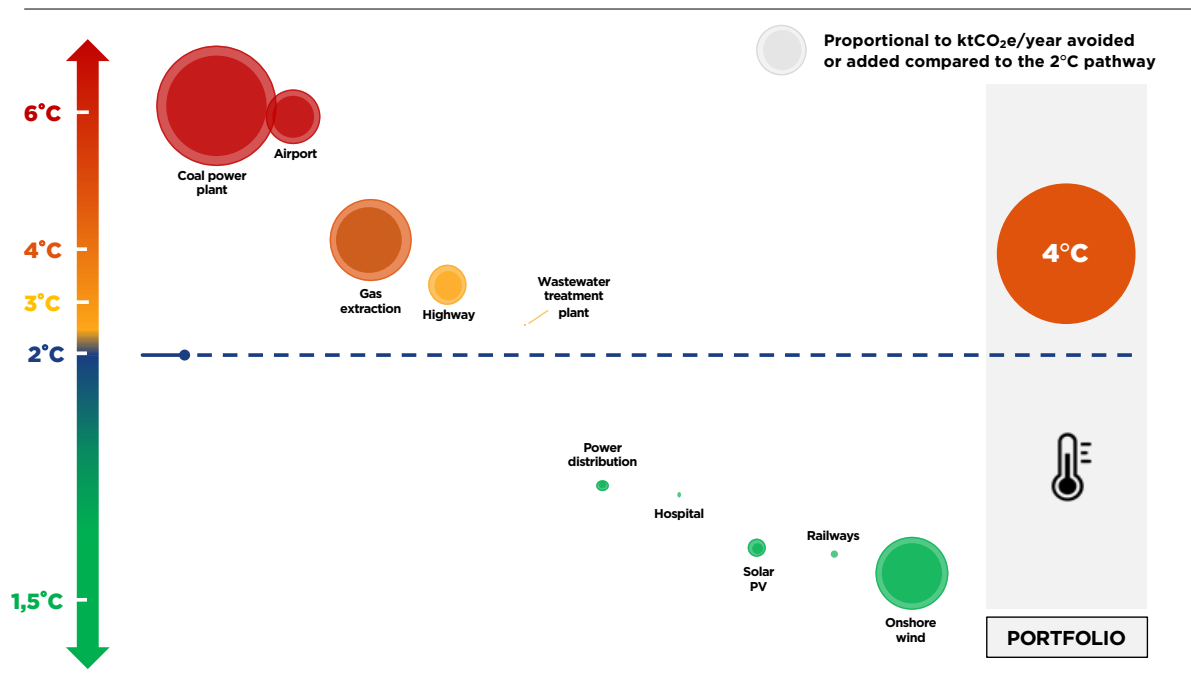 Proportional to ktCO₂e/year avoided
or added compared to the 2°C pathway
6°C
4°C
3°C
2°C
1,5°C
Coal power
plant
Airport
Gas
extraction
Highway
Wastewater
treatment
plant
Power
distribution
Hospital
Solar
PV
Railways
Onshore
wind
4°C
PORTFOLIO